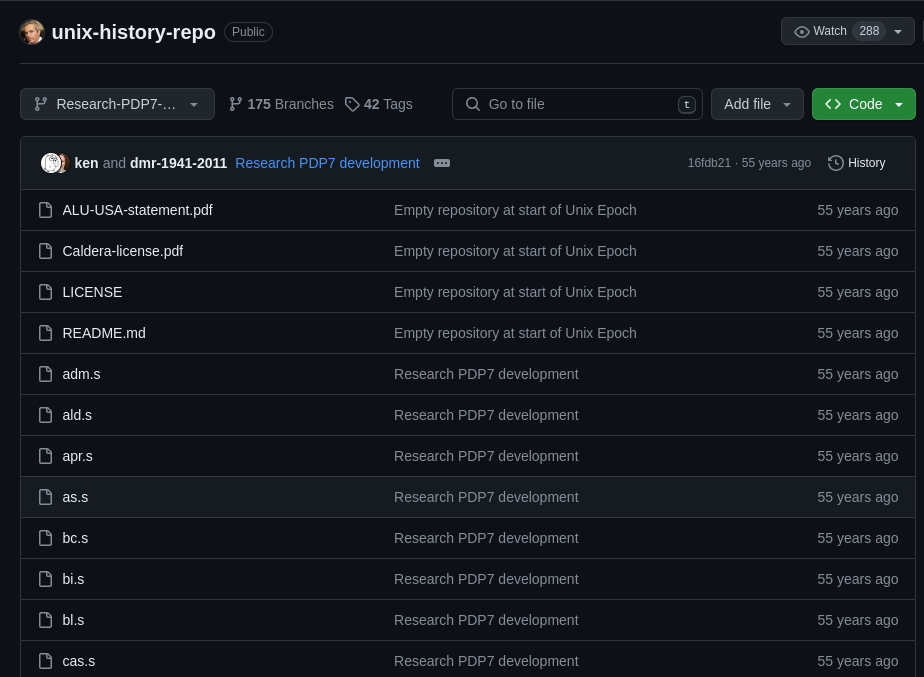 unix-history-repo Public Watch 288
Research-PDP7-... 175 Branches 42 Tags Go to file t Add file Code
ken and dmr-1941-2011 Research PDP7 development 16fdb21 · 55 years ago History
ALU-USA-statement.pdf Empty repository at start of Unix Epoch 55 years ago
Caldera-license.pdf Empty repository at start of Unix Epoch 55 years ago
LICENSE Empty repository at start of Unix Epoch 55 years ago
README.md Empty repository at start of Unix Epoch 55 years ago
adm.s Research PDP7 development 55 years ago
ald.s Research PDP7 development 55 years ago
apr.s Research PDP7 development 55 years ago
as.s Research PDP7 development 55 years ago
bc.s Research PDP7 development 55 years ago
bi.s Research PDP7 development 55 years ago
bl.s Research PDP7 development 55 years ago
cas.s Research PDP7 development 55 years ago